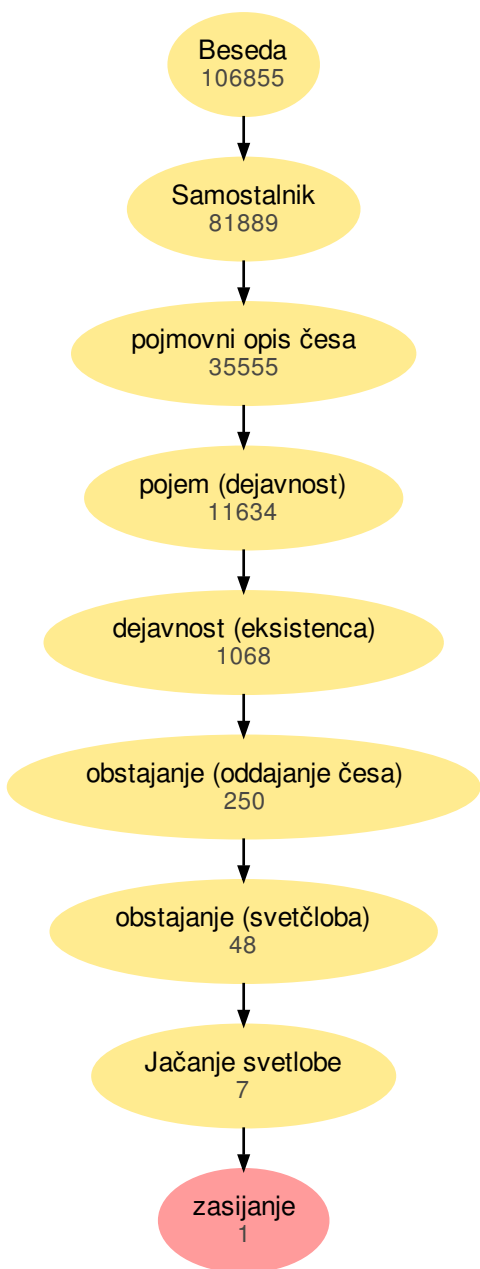 Beseda
106855
Samostalnik
81889
pojmovni opis česa
35555
pojem (dejavnost)
11634
dejavnost (eksistenca)
1068
obstajanje (oddajanje česa)
250
obstajanje (svetčloba)
48
Jačanje svetlobe
7
zasijanje
1